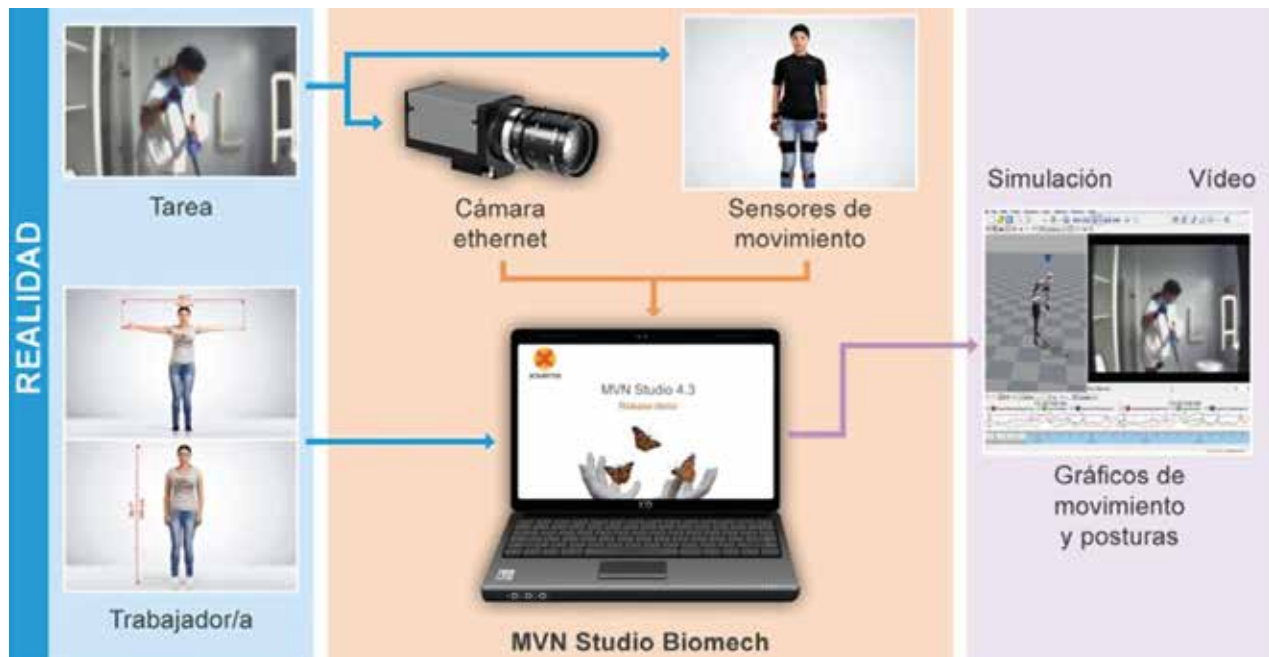 REALIDAD
Tarea
Cámara
ethernet
Sensores de
movimiento
Simulación
Vídeo
MVN Studio 4.3
Trabajador/a
MVN Studio Biomech
Gráficos de
movimiento
y posturas